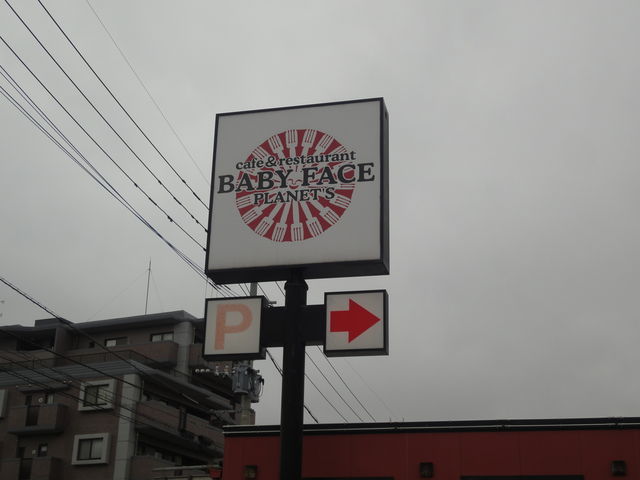 cafe & restaurant
BABY FACE
PLANET'S
P